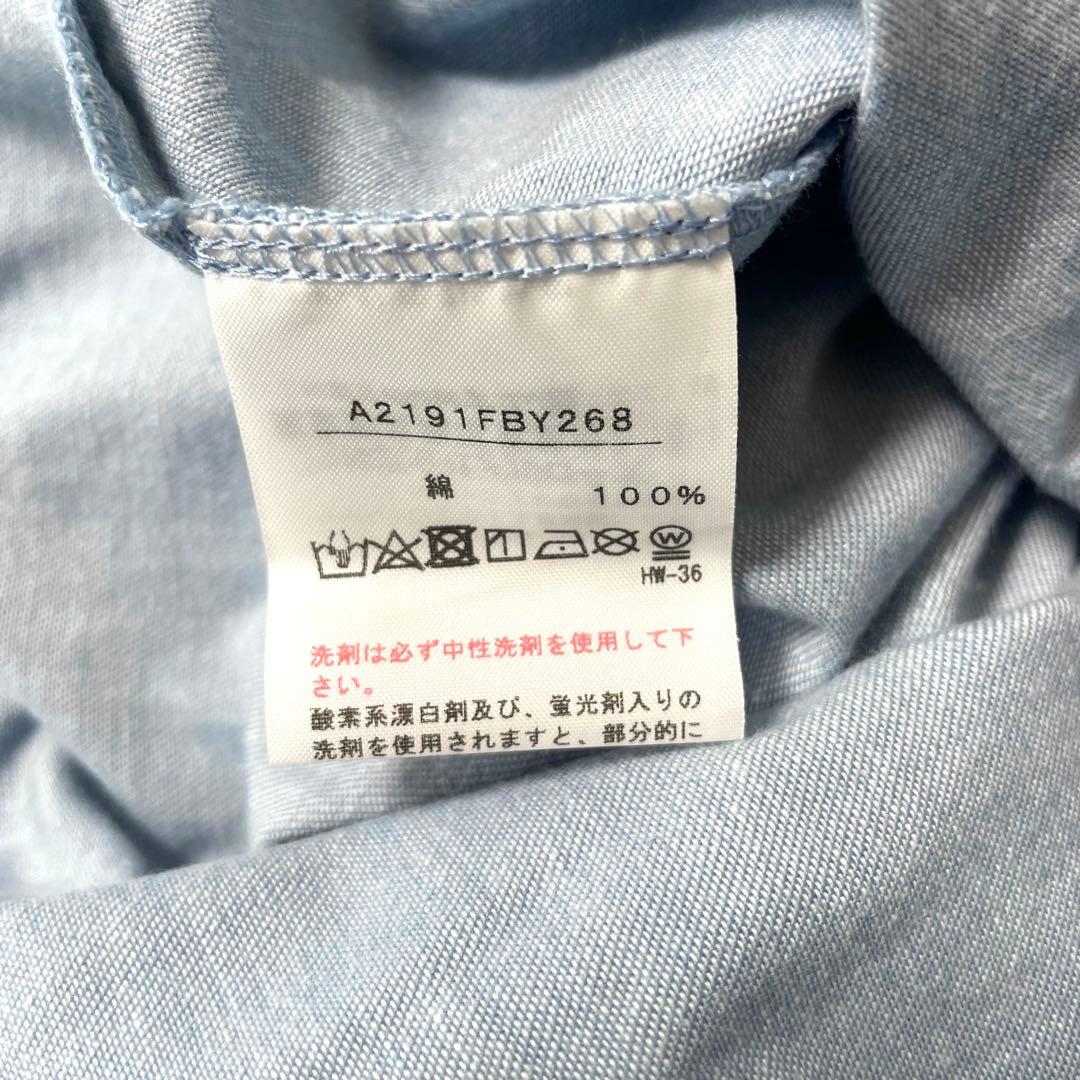 A2191FBY268
綿 100%
W
HW-36
洗剤は必ず中性洗剤を使用して下
さい。
酸素系漂白剤及び、蛍光剤入りの
洗剤を使用されますと、部分的に